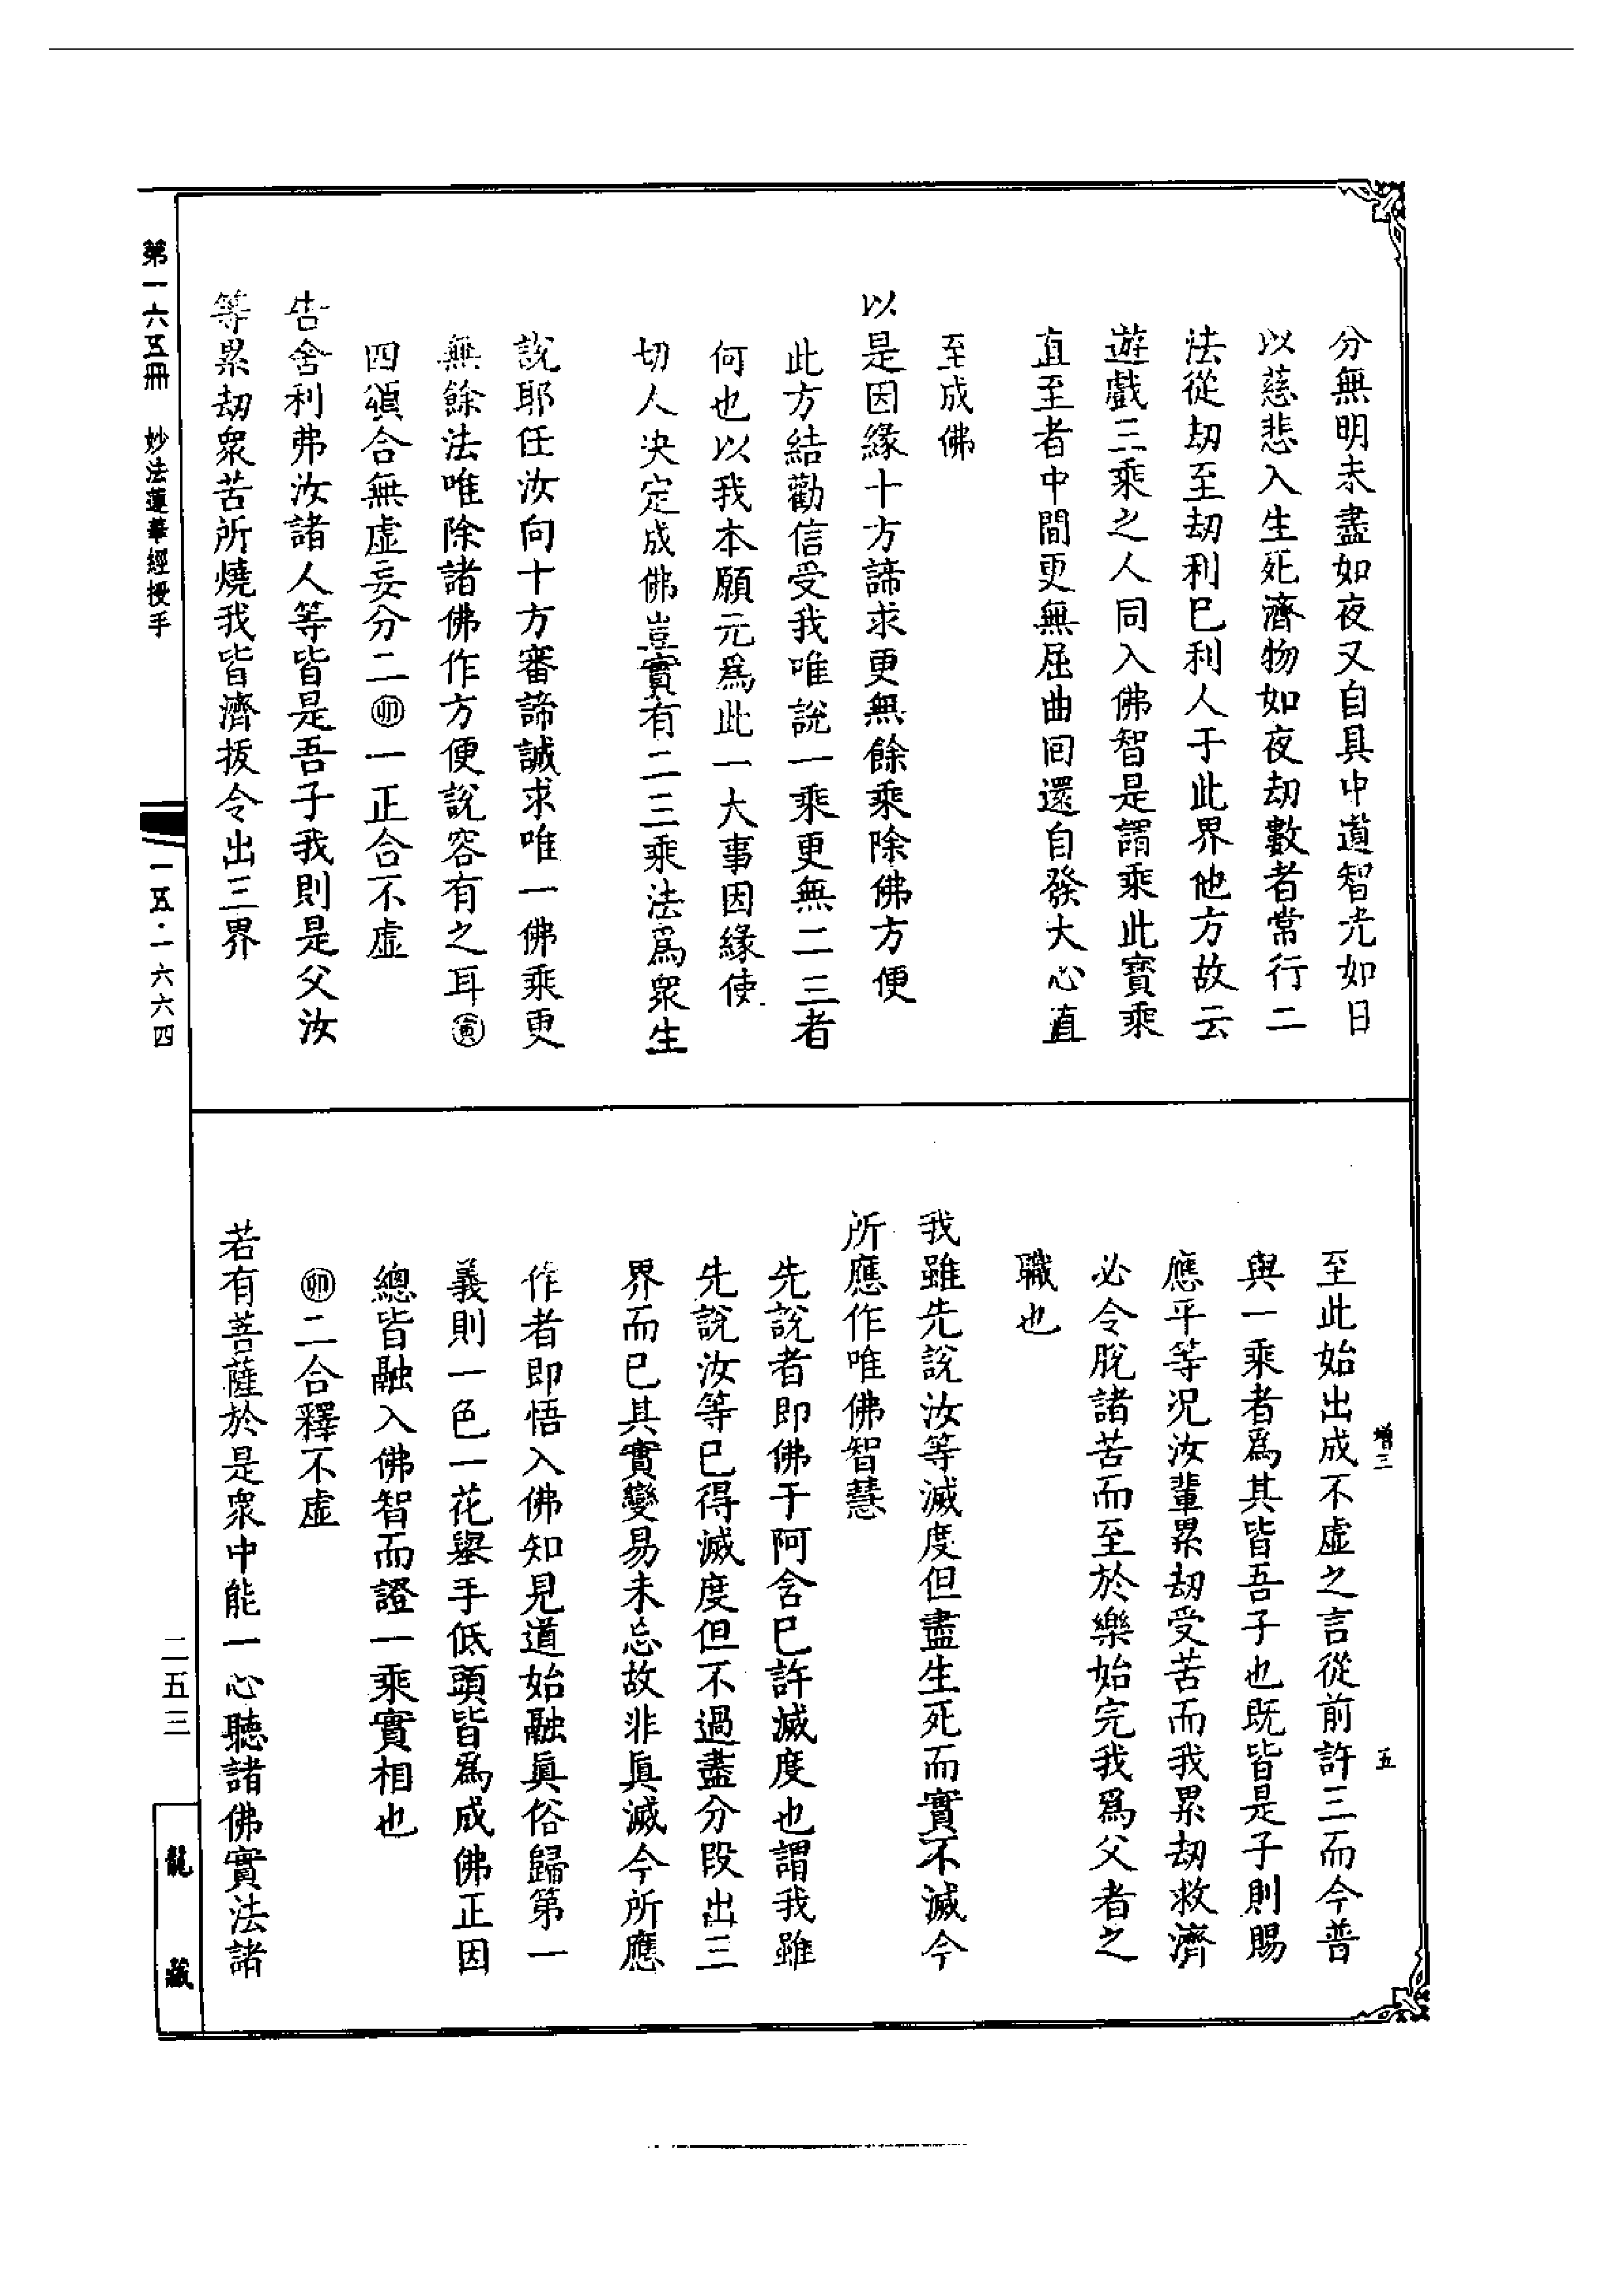 分無明未盡如夜又自具中道智光如日
以慈悲入生死濟物如夜劫數者常行二
法從劫至劫利巳利人于此界他方故云
遊戲三乘之人同入佛智是謂乘此寶乘
直至者中間更無屈曲回還自發大心直
至成佛
以是因緣十方諦求更無餘乘除佛方便
此方結勸信受我唯說一乘更無二三者
何也以我本願元爲此一大事因緣使
切人决定成佛豈實有二三乘法爲衆生
說耶任汝向十方審諦誠求唯一佛乘更
無餘法唯除諸佛作方便說容有之耳㊞寅
四頌合無虛妄分二卯一正合不虛
告舍利弗汝諸人等皆是吾子我則是父汝
等累劫衆苦所燒我皆濟拔令出三界
至此始出成不虛之言從前許三而今普
與一乘者爲其皆吾子也既皆是子則賜
應平等况汝輩累劫受苦而我累劫救濟
必令脫諸苦而至於樂始完我爲父者之
職也
我雖先說汝等滅度但盡生死而實不滅今
所應作唯佛智慧
先說者即佛于阿含巳許滅度也謂我雖
先說汝等巳得滅度但不過盡分段出三
界而巳其實變易未忘故非眞滅今所應
作者即悟入佛知見道始融眞俗歸第一
義則一色一花舉手低頭皆爲成佛正因
總皆融入佛智而證一乘實相也
卯二合釋不虛
若有菩薩於是衆中能一心聽諸佛實法諸
增三
五
第一六五冊 妙法蓮華經授手
一五·一六六四
二五三
龍藏